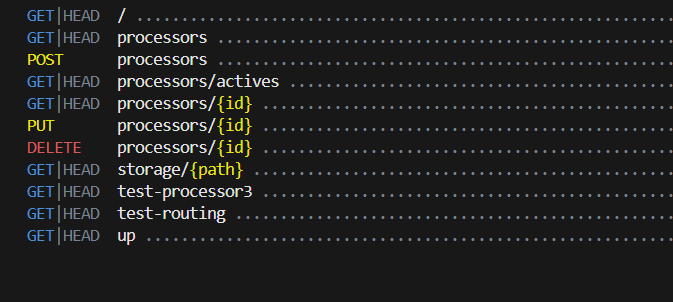 GET|HEAD / ............................................................
GET|HEAD processors ...................................................
POST processors ...................................................
GET|HEAD processors/actives ...........................................
GET|HEAD processors/{id} ..............................................
PUT processors/{id} ..............................................
DELETE processors/{id} ..............................................
GET|HEAD storage/{path} ...............................................
GET|HEAD test-processor3 ..............................................
GET|HEAD test-routing .................................................
GET|HEAD up ...........................................................